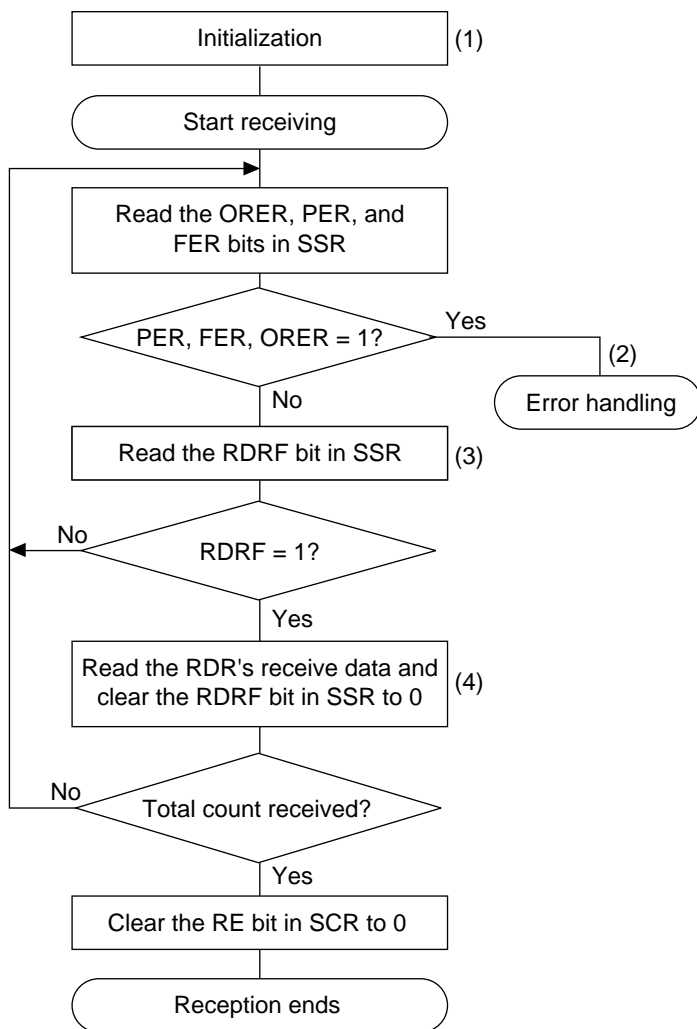 Initialization
(1)
Start receiving
Read the ORER, PER, and
FER bits in SSR
PER, FER, ORER = 1?
Yes
(2)
Error handling
No
Read the RDRF bit in SSR
(3)
No
RDRF = 1?
Yes
Read the RDR's receive data and
clear the RDRF bit in SSR to 0
(4)
No
Total count received?
Yes
Clear the RE bit in SCR to 0
Reception ends